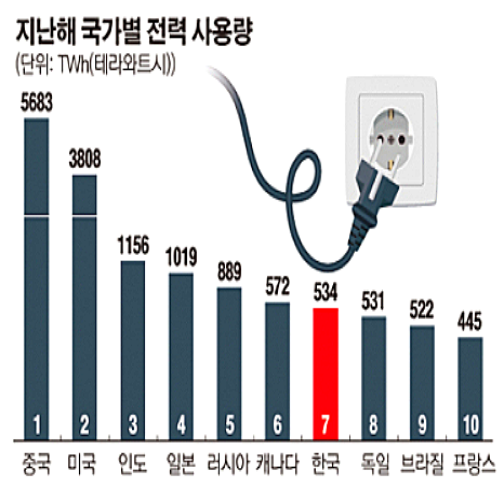 지난해 국가별 전력 사용량
(단위: TWh(테라와트시))
5683
3808
1156
1019
889
572
534
531
522
445
1 2 3 4 5 6 7 8 9 10
중국 미국 인도 일본 러시아 캐나다 한국 독일 브라질 프랑스